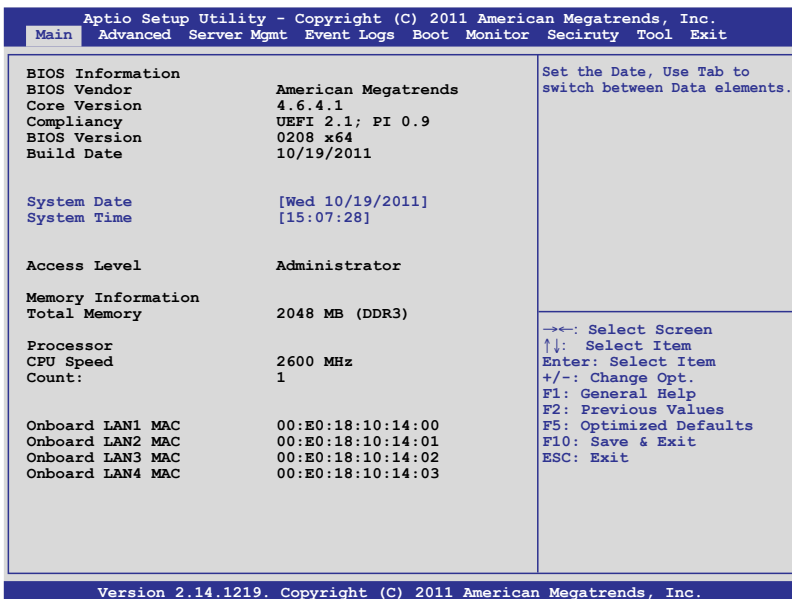 Aptio Setup Utility - Copyright (C) 2011 American Megatrends, Inc.
Main Advanced Server Mgmt Event Logs Boot Monitor Seciruty Tool Exit
BIOS Information
BIOS Vendor American Megatrends
Core Version 4.6.4.1
Compliancy UEFI 2.1; PI 0.9
BIOS Version 0208 x64
Build Date 10/19/2011
System Date [Wed 10/19/2011]
System Time [15:07:28]
Access Level Administrator
Memory Information
Total Memory 2048 MB (DDR3)
Processor
CPU Speed 2600 MHz
Count: 1
Onboard LAN1 MAC 00:E0:18:10:14:00
Onboard LAN2 MAC 00:E0:18:10:14:01
Onboard LAN3 MAC 00:E0:18:10:14:02
Onboard LAN4 MAC 00:E0:18:10:14:03
Set the Date, Use Tab to
switch between Data elements.
→←: Select Screen
↑↓: Select Item
Enter: Select Item
+/-: Change Opt.
F1: General Help
F2: Previous Values
F5: Optimized Defaults
F10: Save & Exit
ESC: Exit
Version 2.14.1219. Copyright (C) 2011 American Megatrends, Inc.